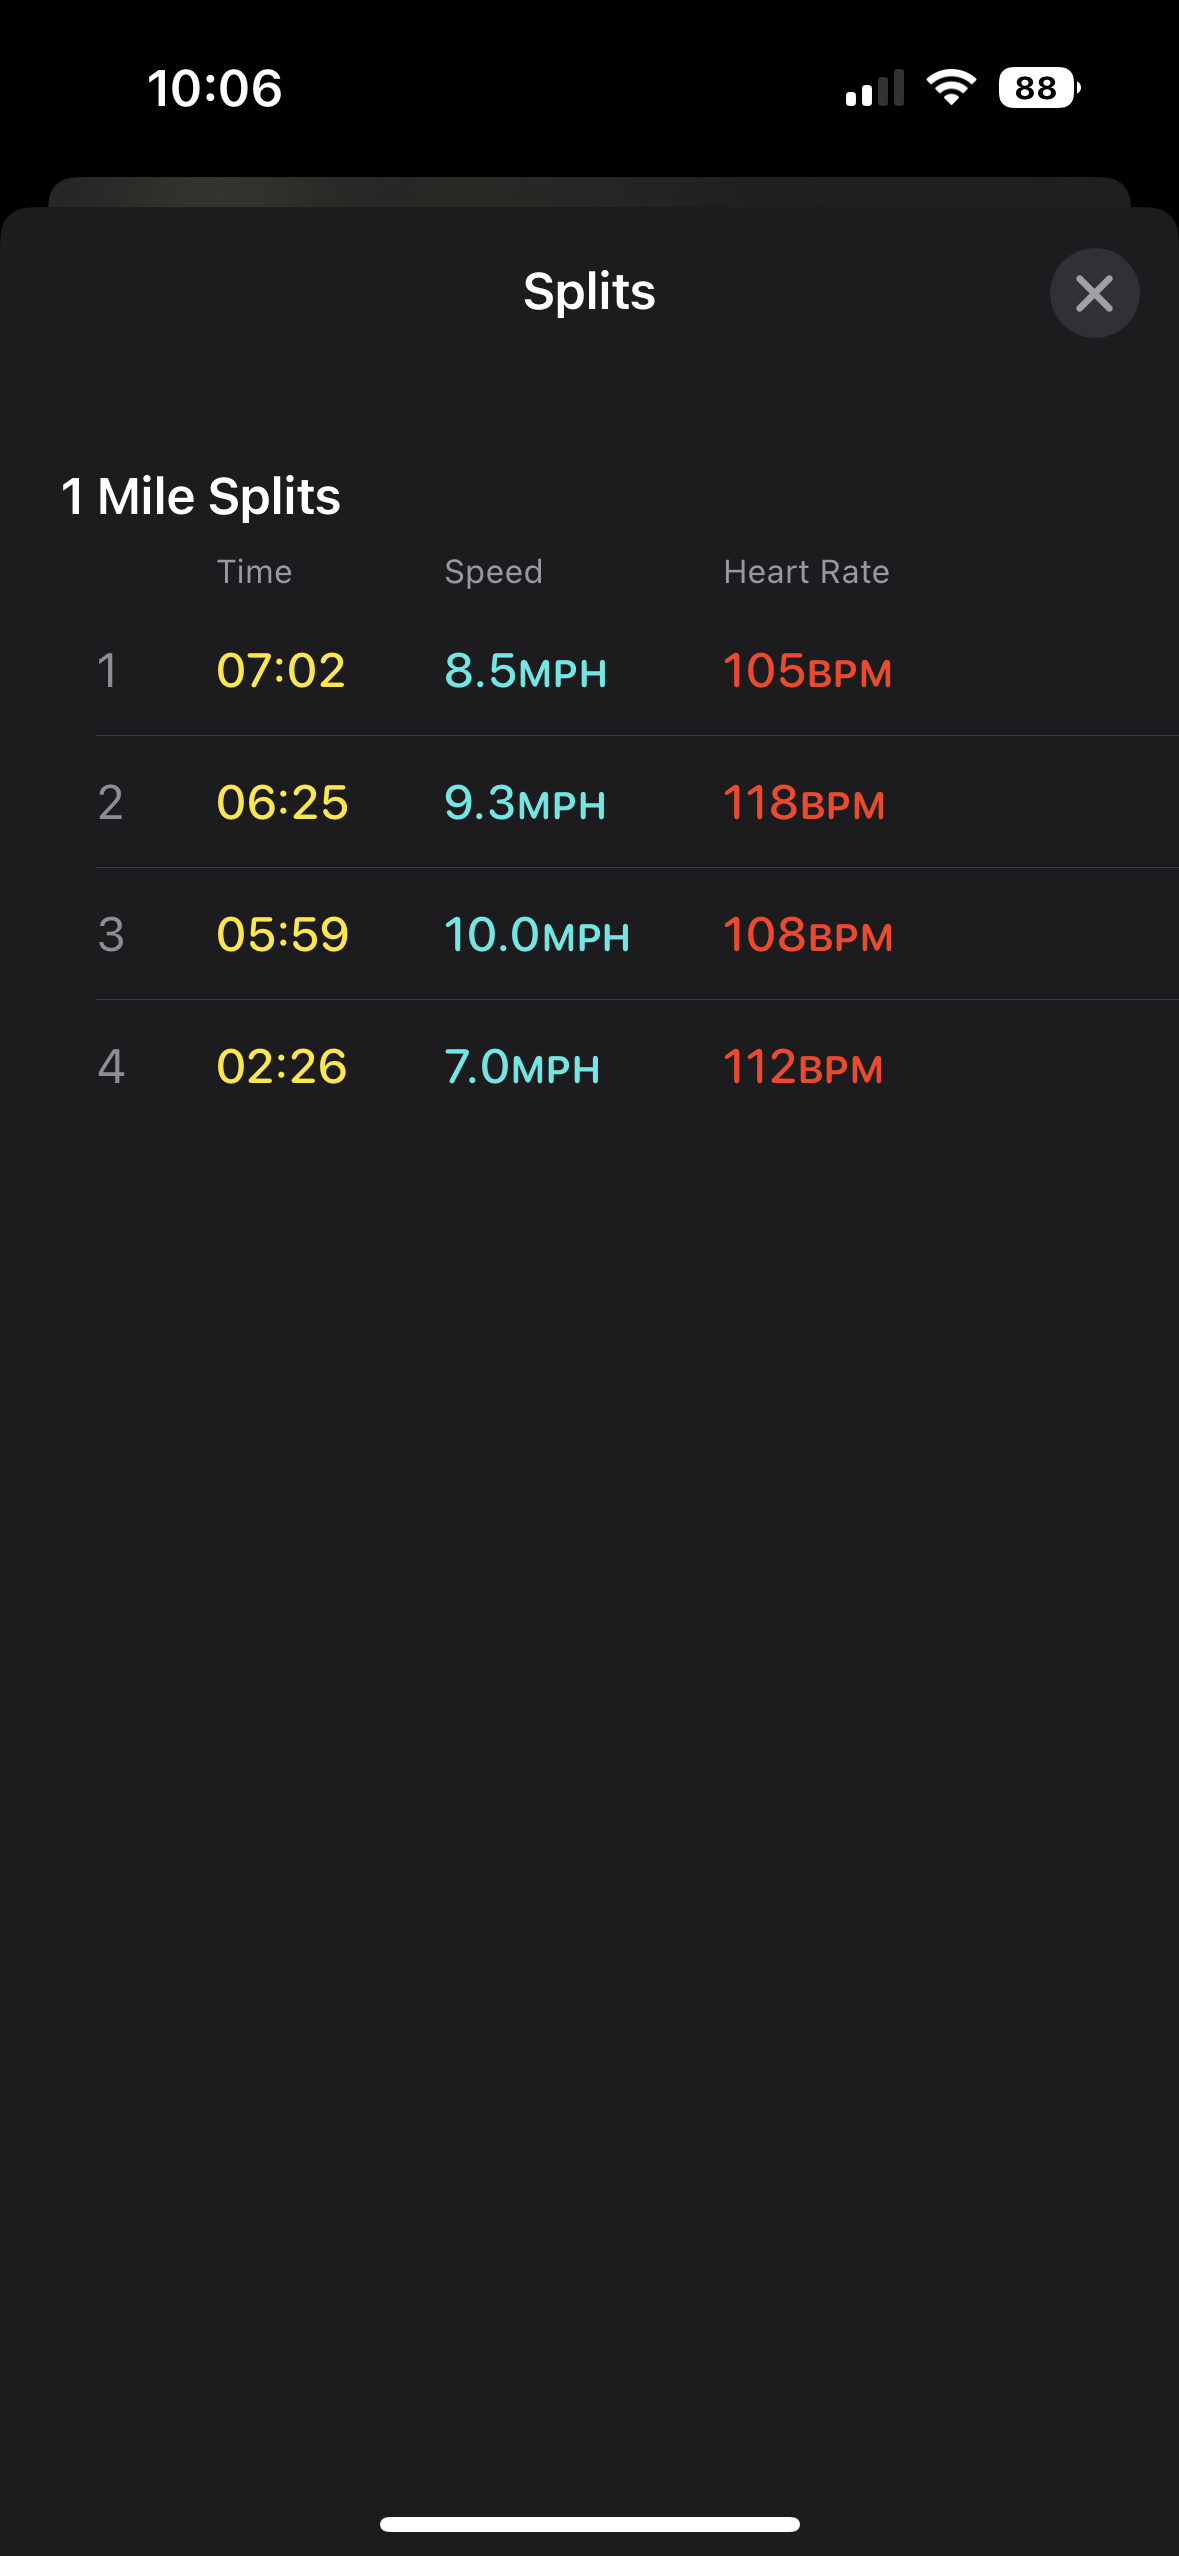 10:06
88
Splits
1 Mile Splits
Time Speed Heart Rate
1 07:02 8.5MPH 105BPM
2 06:25 9.3MPH 118BPM
3 05:59 10.0MPH 108BPM
4 02:26 7.0MPH 112BPM